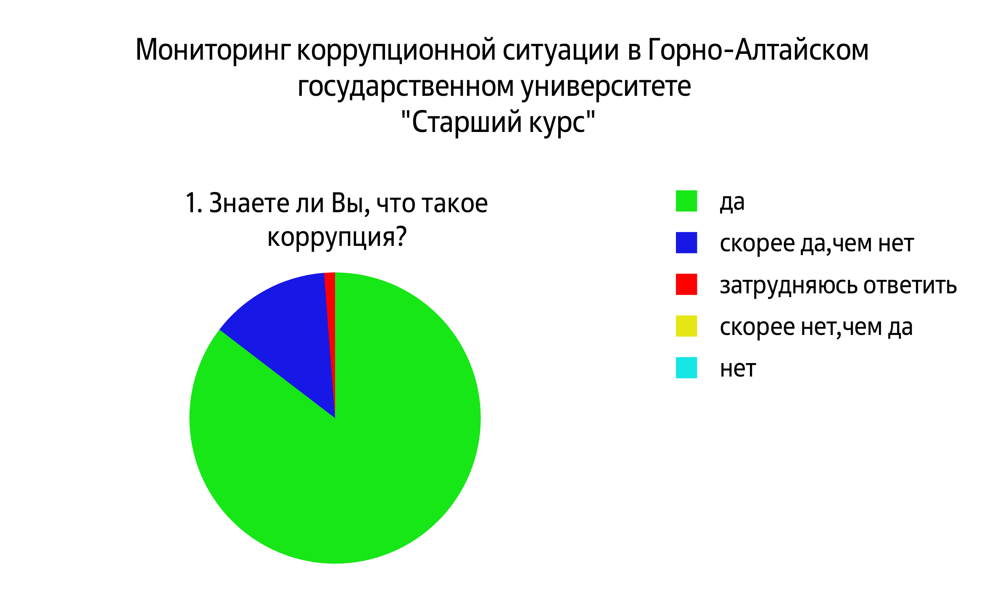 Мониторинг коррупционной ситуации в Горно-Алтайском
государственном университете
"Старший курс"
1. Знаете ли Вы, что такое
коррупция?
да
скорее да,чем нет
затрудняюсь ответить
скорее нет,чем да
нет